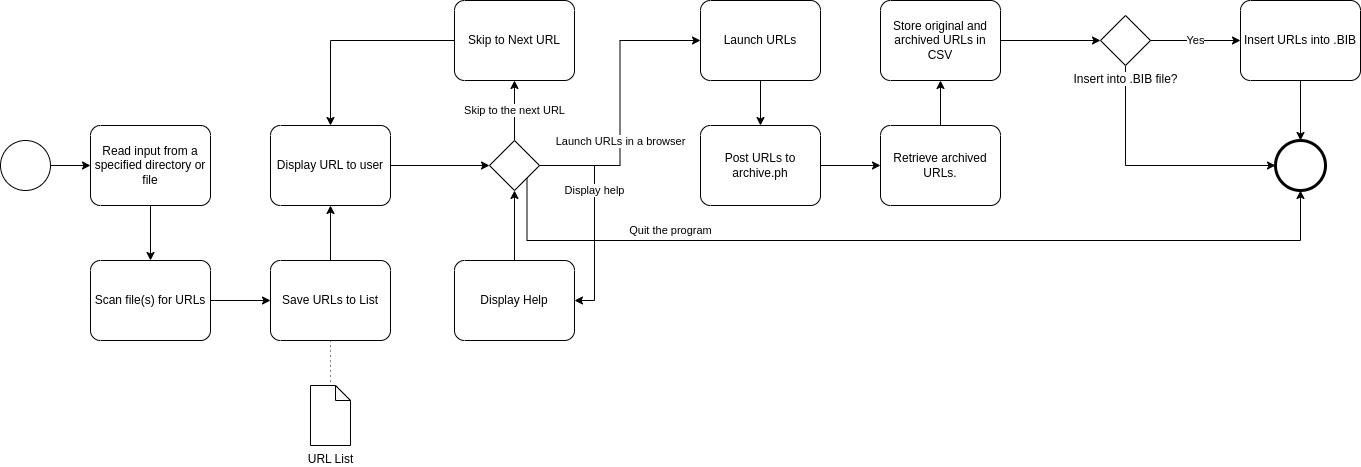 Skip to Next URL
Launch URLs
Store original and
archived URLs in
CSV
Yes
Insert URLs into .BIB
Insert into .BIB file?
Skip to the next URL
Launch URLs in a browser
Read input from a
specified directory or
file
Display URL to user
Display help
Post URLs to
archive.ph
Retrieve archived
URLs.
Quit the program
Scan file(s) for URLs
Save URLs to List
Display Help
URL List